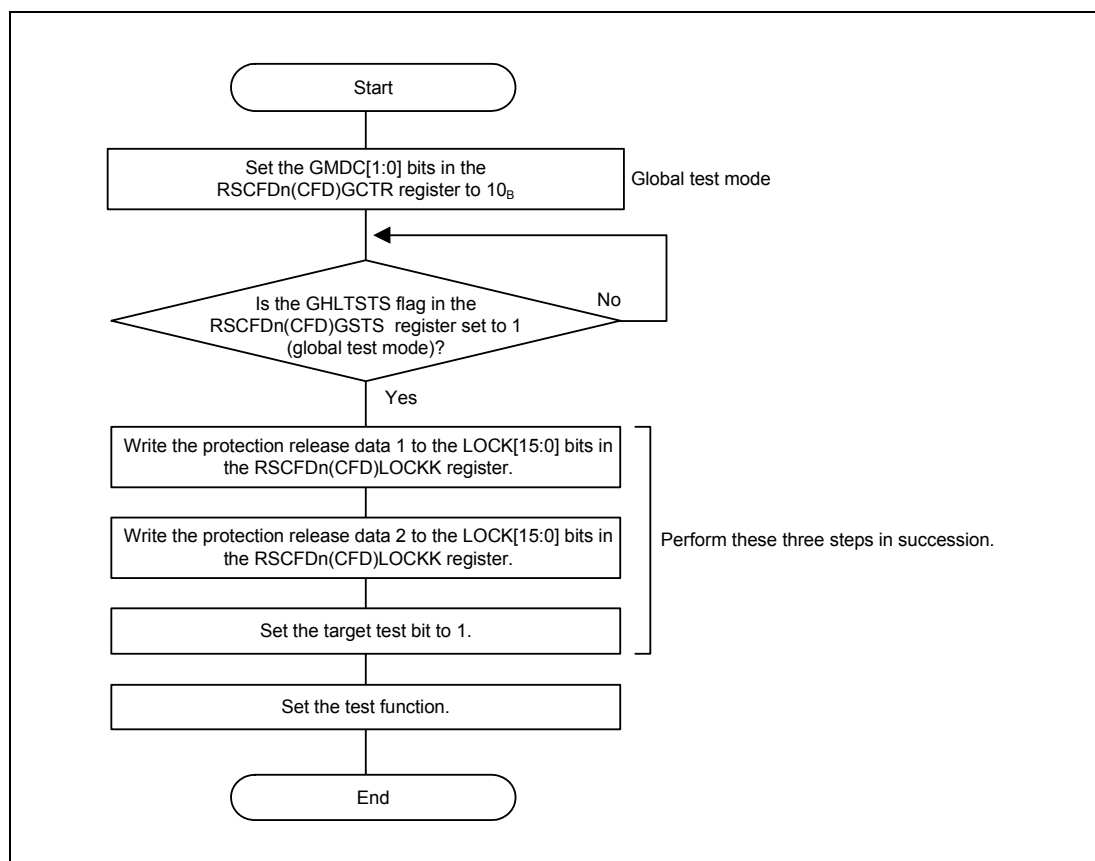 Start
Set the GMDC[1:0] bits in the
RSCFDn(CFD)GCTR register to 10B
Global test mode
Is the GHLTSTS flag in the
RSCFDn(CFD)GSTS register set to 1
(global test mode)?
No
Yes
Write the protection release data 1 to the LOCK[15:0] bits in
the RSCFDn(CFD)LOCKK register.
Write the protection release data 2 to the LOCK[15:0] bits in
the RSCFDn(CFD)LOCKK register.
Perform these three steps in succession.
Set the target test bit to 1.
Set the test function.
End